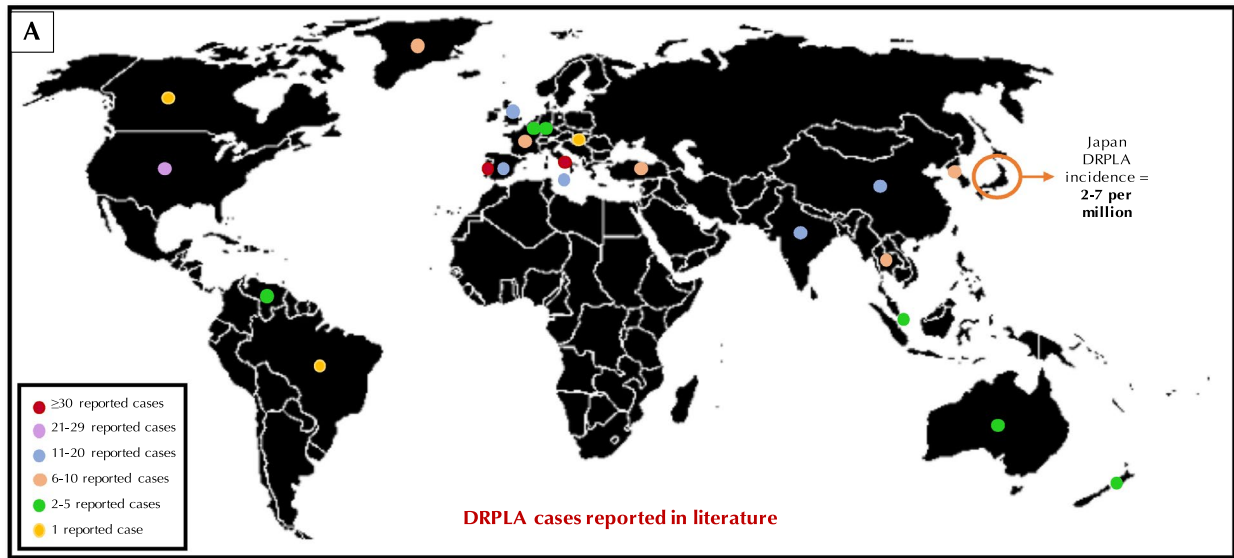 A
Japan
DRPLA
incidence =
2-7 per
million
≥30 reported cases
21-29 reported cases
11-20 reported cases
6-10 reported cases
2-5 reported cases
1 reported case
DRPLA cases reported in literature